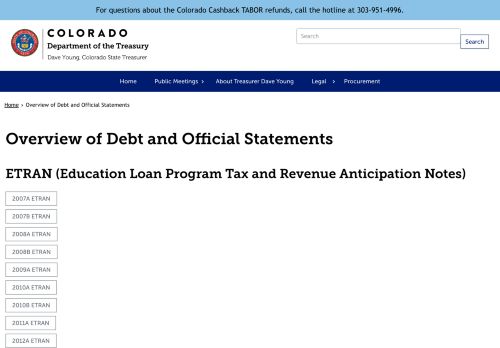 For questions about the Colorado Cashback TABOR refunds, call the hotline at 303-951-4996.
COLORADO
Department of the Treasury
Dave Young, Colorado State Treasurer
Search
Search
Home
Public Meetings ›
About Treasurer Dave Young
Legal ›
Procurement
Home › Overview of Debt and Official Statements
Overview of Debt and Official Statements
ETRAN (Education Loan Program Tax and Revenue Anticipation Notes)
2007A ETRAN
2007B ETRAN
2008A ETRAN
2008B ETRAN
2009A ETRAN
2010A ETRAN
2010B ETRAN
2011A ETRAN
2012A ETRAN